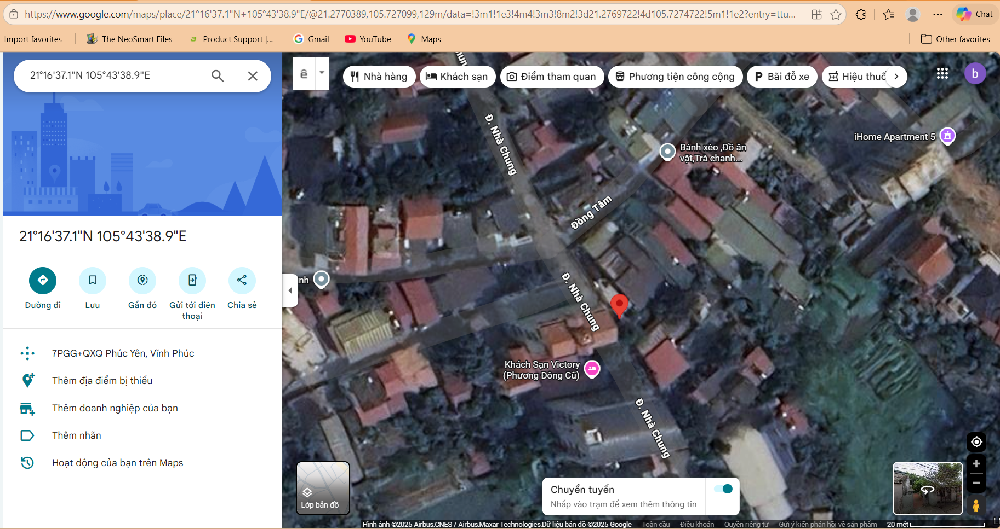 https://www.google.com/maps/place/21°16'37.1"N+105°43'38.9"E/@21.2770389,105.727099,129m/data=!3m1!1e3!4m4!3m3!8m2!3d21.2769722!4d105.7274722!5m1!1e2?entry=ttu...
Chat
Import favorites
The NeoSmart Files
Product Support |...
Gmail
YouTube
Maps
Other favorites
21°16'37.1"N 105°43'38.9"E
ê
Nhà hàng
Khách sạn
Điểm tham quan
Phương tiện công cộng
Bãi đỗ xe
Hiệu thuố
b
21°16'37.1"N 105°43'38.9"E
Đường đi
Lưu
Gần đó
Gửi tới điện
thoại
Chia sẻ
7PGG+QXQ Phúc Yên, Vĩnh Phúc
Thêm địa điểm bị thiếu
Thêm doanh nghiệp của bạn
Thêm nhãn
Hoạt động của bạn trên Maps
hung
Đ. Nhà Chung
Bánh xèo ,Đồ ăn
vặt,Trà chanh...
iHome Apartment 5
Đồng Tâm
inh
Đ. Nhà Chung
Khách Sạn Victory
(Phương Đông Cũ)
Đ. Nhà Chung
Lớp bản đồ
Chuyển tuyến
Nhấp vào trạm để xem thêm thông tin
Hình ảnh ©2025 Airbus,CNES / Airbus,Maxar Technologies,Dữ liệu bản đồ ©2025 Google
Toàn cầu
Điều khoản
Quyền riêng tư
Gửi ý kiến phản hồi về sản phẩm
20 mét